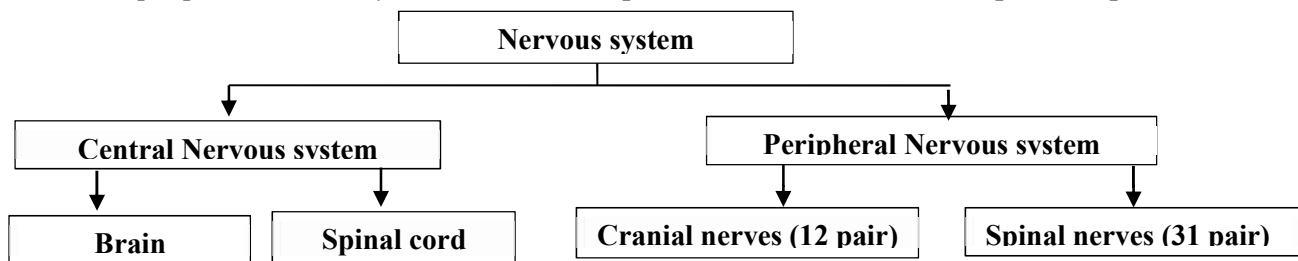 Nervous system
Central Nervous system
Peripheral Nervous system
Brain
Spinal cord
Cranial nerves (12 pair)
Spinal nerves (31 pair)